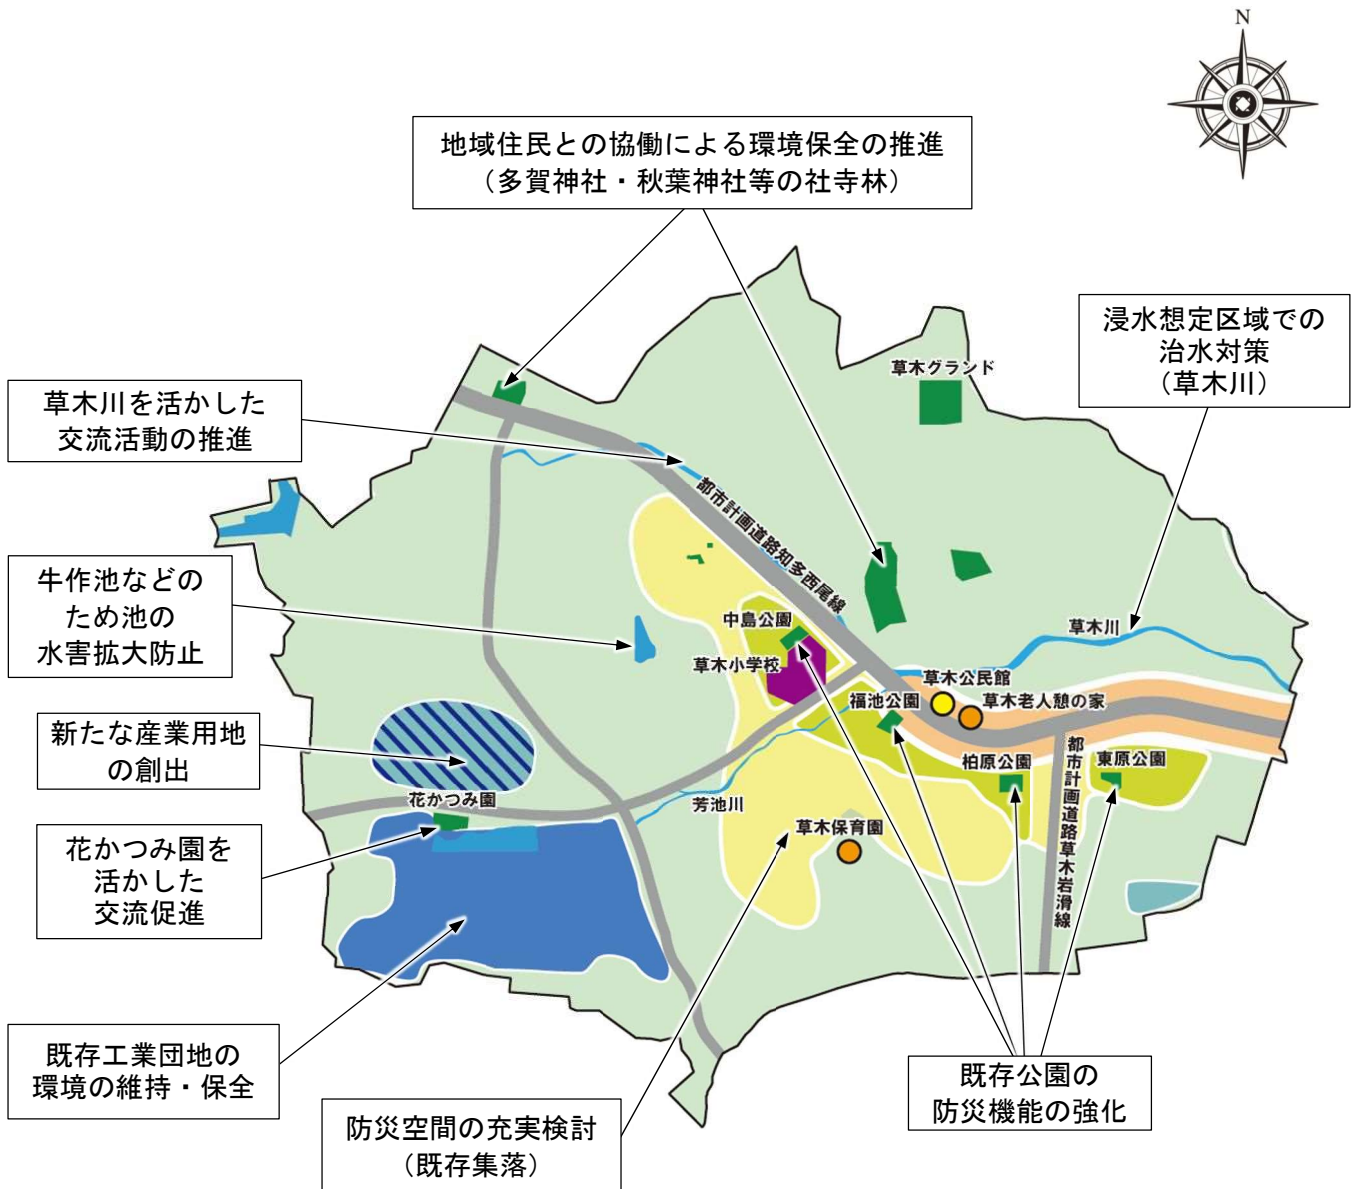 N
地域住民との協働による環境保全の推進
（多賀神社・秋葉神社等の社寺林）
浸水想定区域での
治水対策
（草木川）
草木グランド
草木川を活かした
交流活動の推進
都市計画道路知多西尾線
牛作池などの
ため池の
水害拡大防止
中島公園
草木小学校
草木川
草木公民館
福池公園
草木老人憩の家
新たな産業用地
の創出
柏原公園
都市計画道路草木岩滑線
東原公園
花かつみ園
芳池川
草木保育園
花かつみ園を
活かした
交流促進
既存工業団地の
環境の維持・保全
既存公園の
防災機能の強化
防災空間の充実検討
（既存集落）